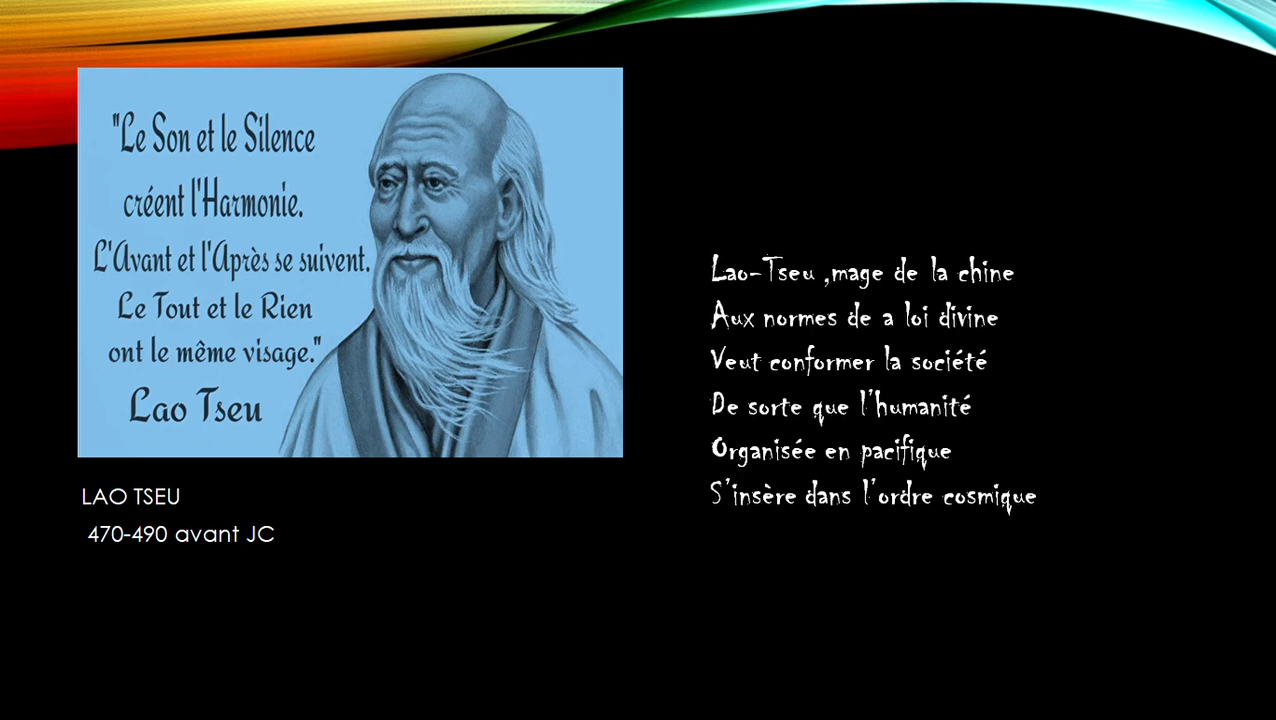 "Le Son et le Silence
créent l'Harmonie.
L'Avant et l'Après se suivent.
Le Tout et le Rien
ont le même visage."
Lao Tseu
LAO TSEU
470-490 avant JC
Lao-Tseu ,mage de la chine
Aux normes de a loi divine
Veut conformer la société
De sorte que l'humanité
Organisée en pacifique
S'insère dans l'ordre cosmique